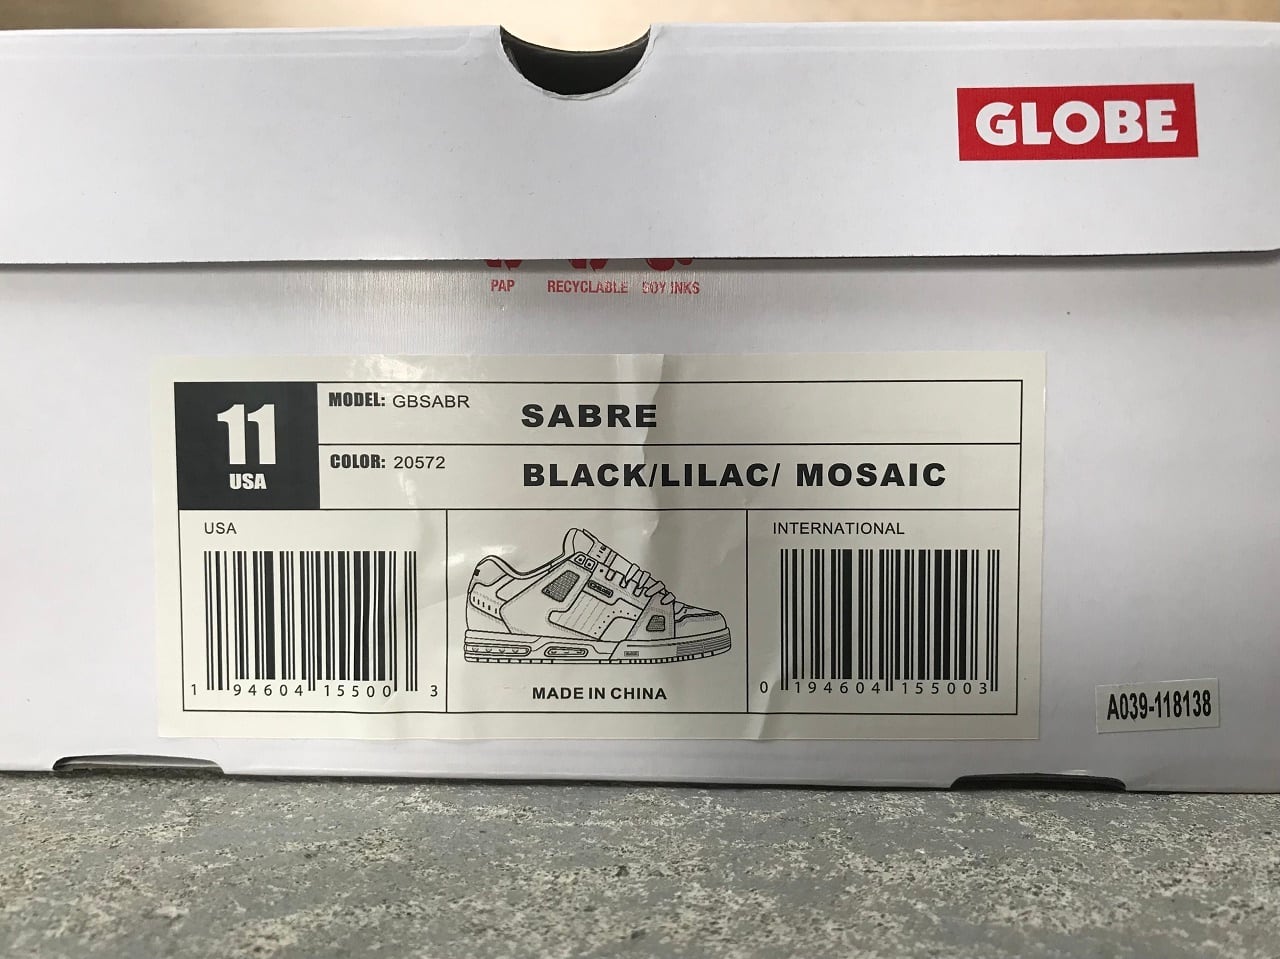 GLOBE
PAP RECYCLABLE SOY INKS
11
USA
MODEL: GBSABR SABRE
COLOR: 20572 BLACK/LILAC/ MOSAIC
USA
INTERNATIONAL
1 94604 15500 3
MADE IN CHINA
0 194604 155003
A039-118138